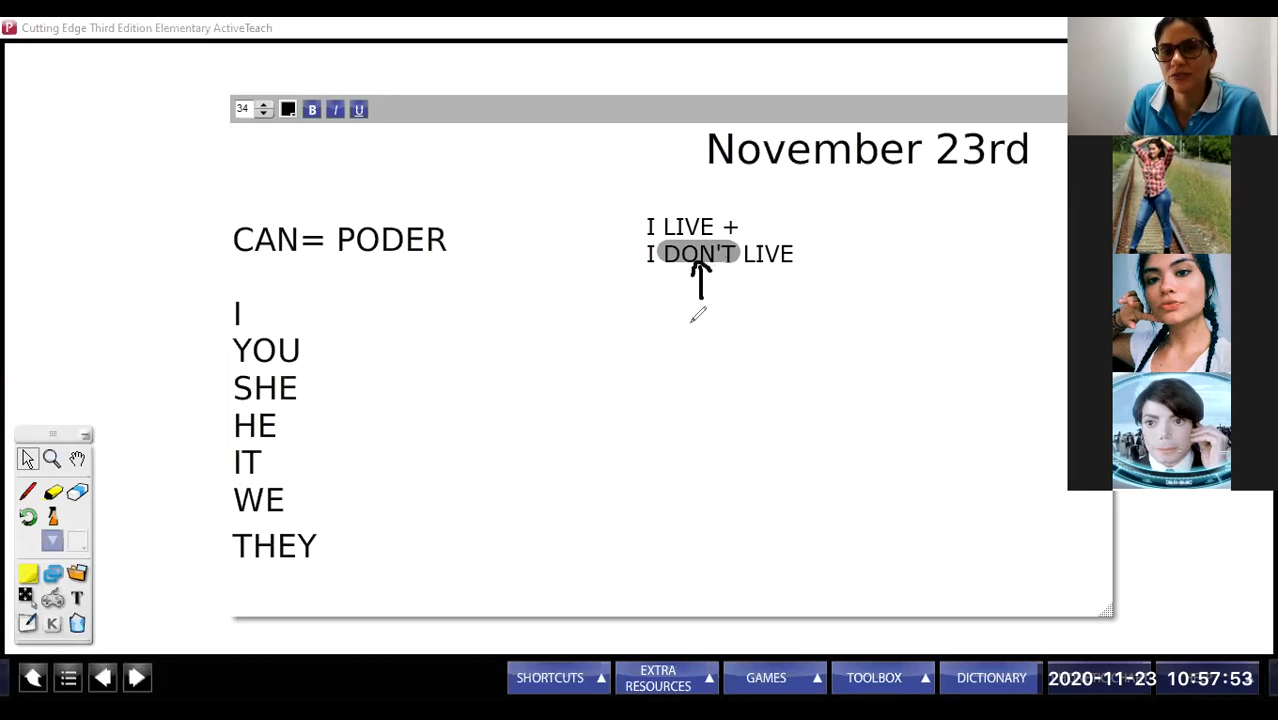 Cutting Edge Third Edition Elementary ActiveTeach
34
B I U
November 23rd
CAN= PODER
I LIVE +
I DON'T LIVE
I
YOU
SHE
HE
IT
WE
THEY
T
K
SHORTCUTS
EXTRA
RESOURCES
GAMES
TOOLBOX
DICTIONARY
2020-11-23 10:57:53